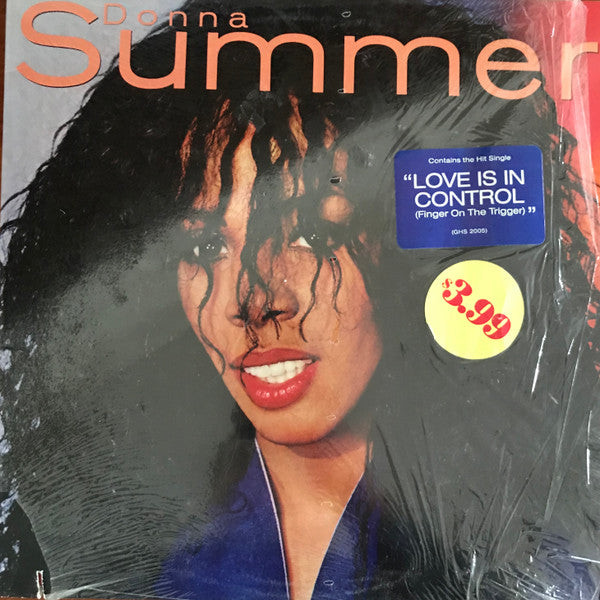 Donna
Summer
Contains the Hit Single
“LOVE IS IN
CONTROL
(Finger On The Trigger)”
(GHS 2005)
$3.99